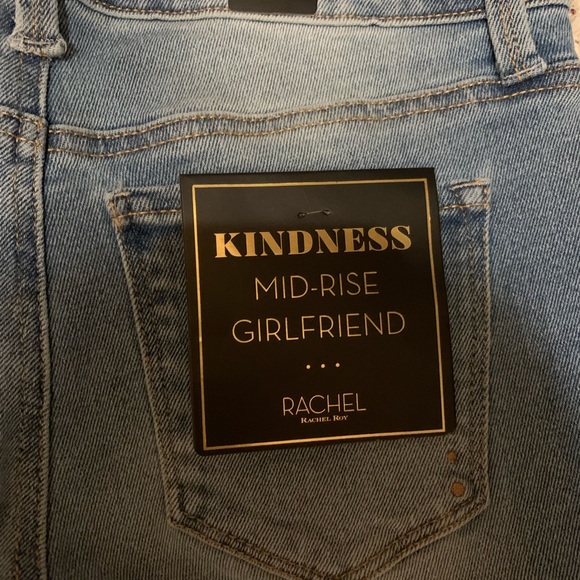 KINDNESS
MID-RISE
GIRLFRIEND
...
RACHEL
RACHEL ROY